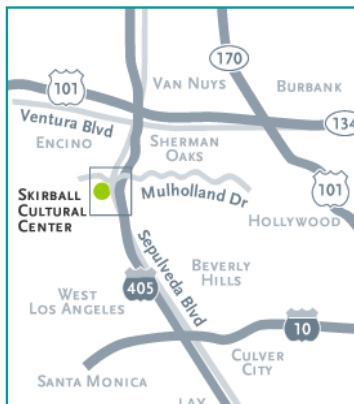 170
101
VAN NUYS
BURBANK
Ventura Blvd
134
ENCINO
SHERMAN
OAKS
101
SKIRBALL
CULTURAL
CENTER
Mulholland Dr
HOLLYWOOD
Sepulveda Blvd
BEVERLY
HILLS
405
WEST
LOS ANGELES
10
CULVER
CITY
SANTA MONICA
LAX